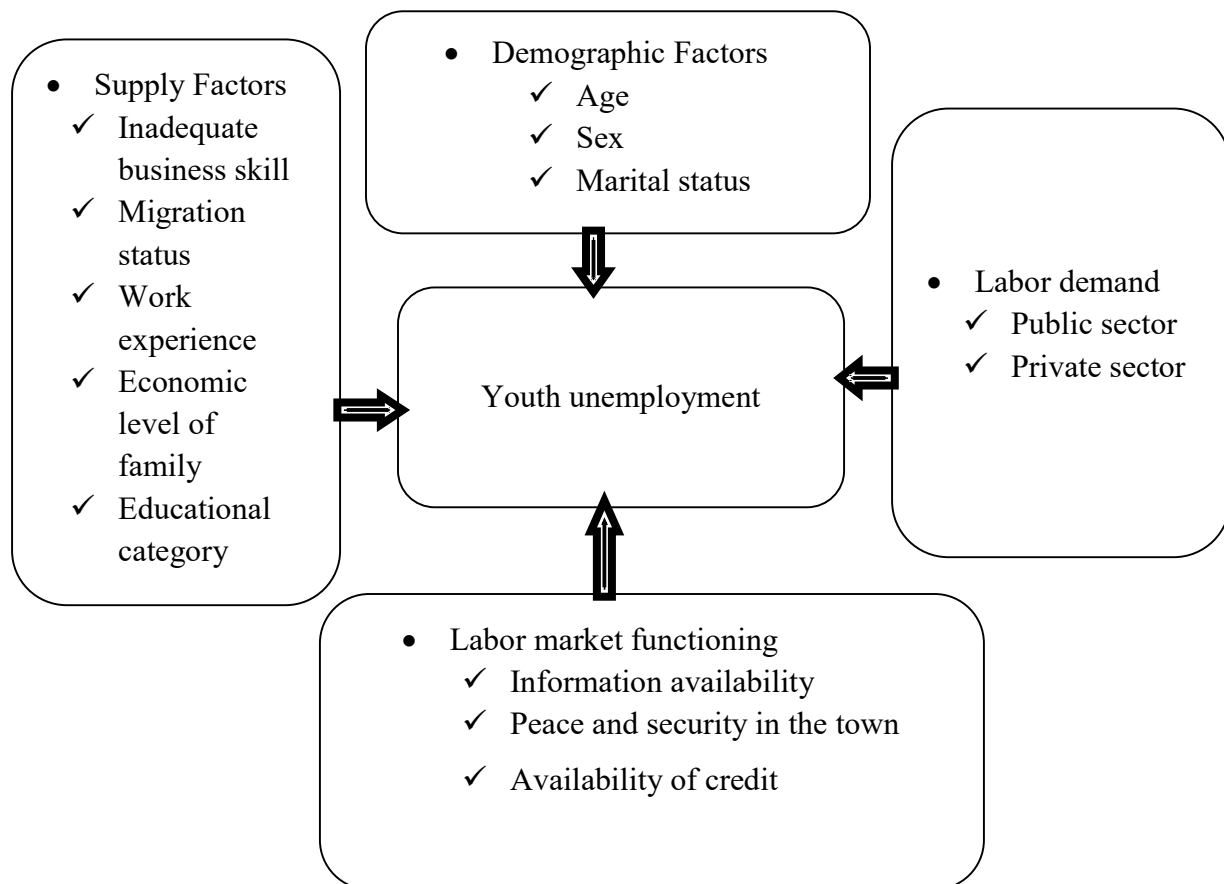 • Supply Factors
✓ Inadequate
business skill
✓ Migration
status
✓ Work
experience
✓ Economic
level of
family
✓ Educational
category
• Demographic Factors
✓ Age
✓ Sex
✓ Marital status
• Labor demand
✓ Public sector
✓ Private sector
Youth unemployment
• Labor market functioning
✓ Information availability
✓ Peace and security in the town
✓ Availability of credit